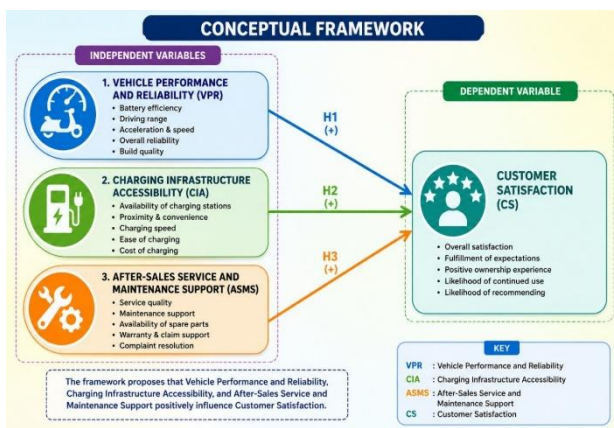 CONCEPTUAL FRAMEWORK
INDEPENDENT VARIABLES
1. VEHICLE PERFORMANCE
AND RELIABILITY (VPR)
• Battery efficiency
• Driving range
• Acceleration & speed
• Overall reliability
• Build quality
2. CHARGING INFRASTRUCTURE
ACCESSIBILITY (CIA)
• Availability of charging stations
• Proximity & convenience
• Charging speed
• Ease of charging
• Cost of charging
3. AFTER-SALES SERVICE AND
MAINTENANCE SUPPORT (ASMS)
• Service quality
• Maintenance support
• Availability of spare parts
• Warranty & claim support
• Complaint resolution
H1
(+)
H2
(+)
H3
(+)
DEPENDENT VARIABLE
CUSTOMER
SATISFACTION
(CS)
• Overall satisfaction
• Fulfillment of expectations
• Positive ownership experience
• Likelihood of continued use
• Likelihood of recommending
The framework proposes that Vehicle Performance and Reliability,
Charging Infrastructure Accessibility, and After-Sales Service and
Maintenance Support positively influence Customer Satisfaction.
KEY
VPR : Vehicle Performance and Reliability
CIA : Charging Infrastructure Accessibility
ASMS : After-Sales Service and
Maintenance Support
CS : Customer Satisfaction